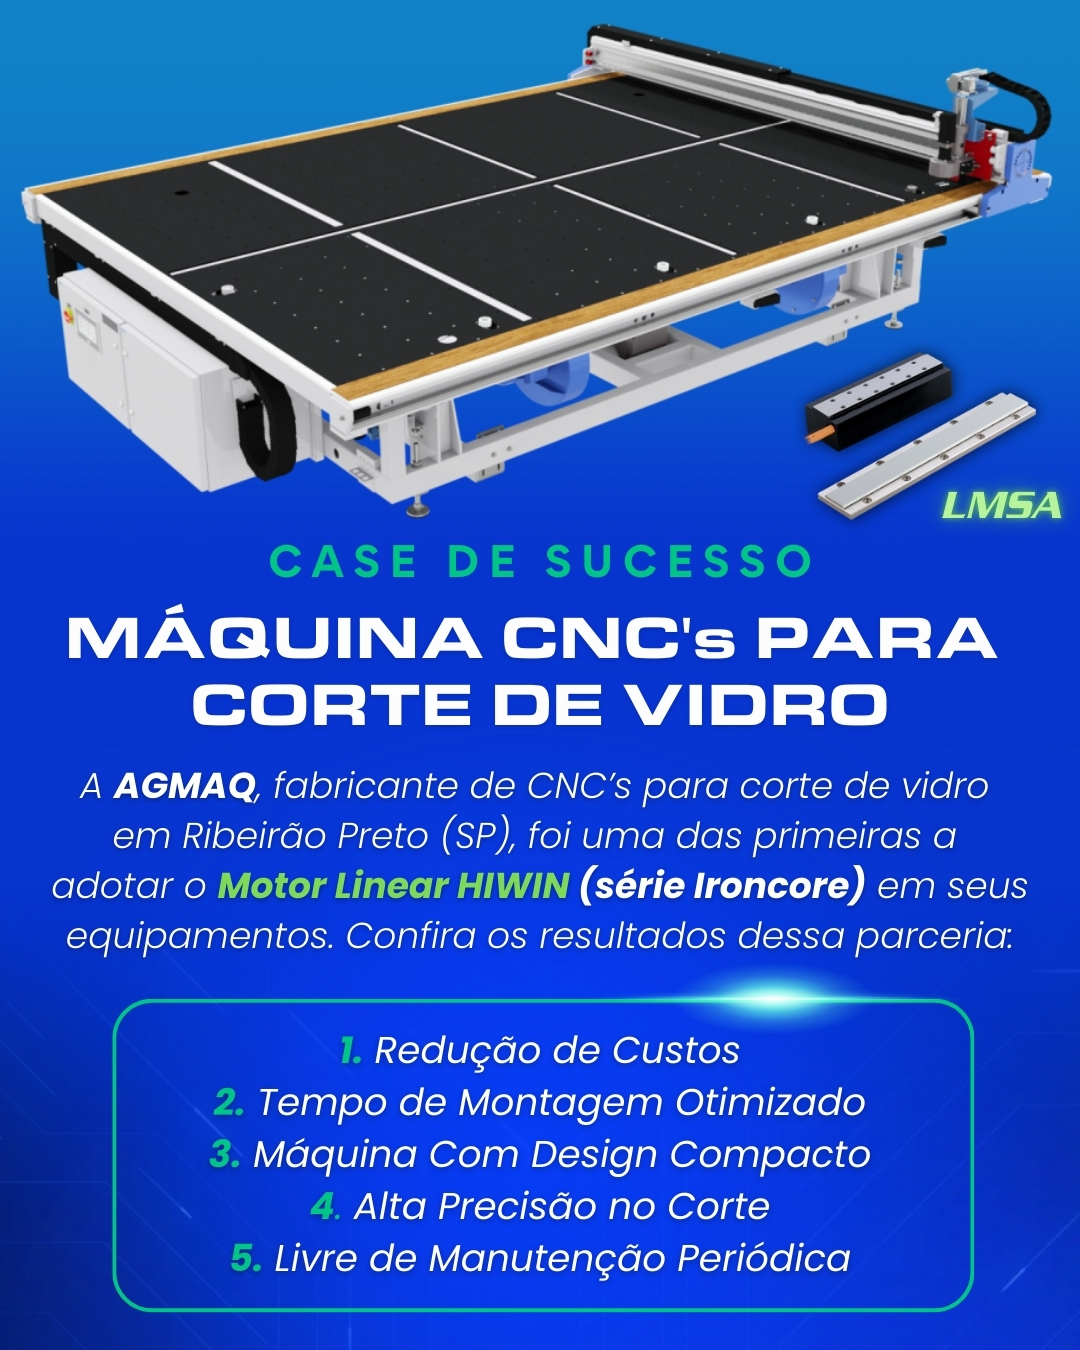 LMSA
CASE DE SUCESSO
MÁQUINA CNC's PARA
CORTE DE VIDRO
A AGMAQ, fabricante de CNC’s para corte de vidro
em Ribeirão Preto (SP), foi uma das primeiras a
adotar o Motor Linear HIWIN (série Ironcore) em seus
equipamentos. Confira os resultados dessa parceria:
1. Redução de Custos
2. Tempo de Montagem Otimizado
3. Máquina Com Design Compacto
4. Alta Precisão no Corte
5. Livre de Manutenção Periódica